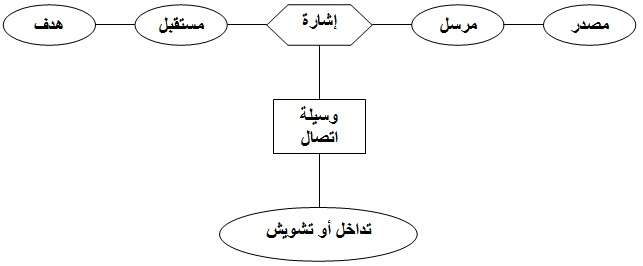 مصدر
مرسل
إشارة
مستقبل
هدف
وسيلة
اتصال
تداخل أو تشويش